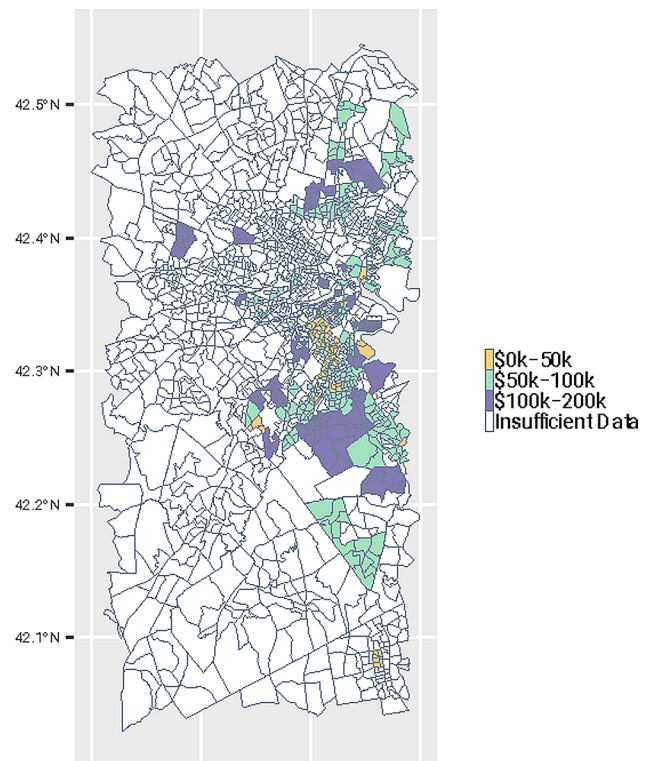 42.5°N
42.4°N
42.3°N
42.2°N
42.1°N
$0k-50k
$50k-100k
$100k-200k
Insufficient Data